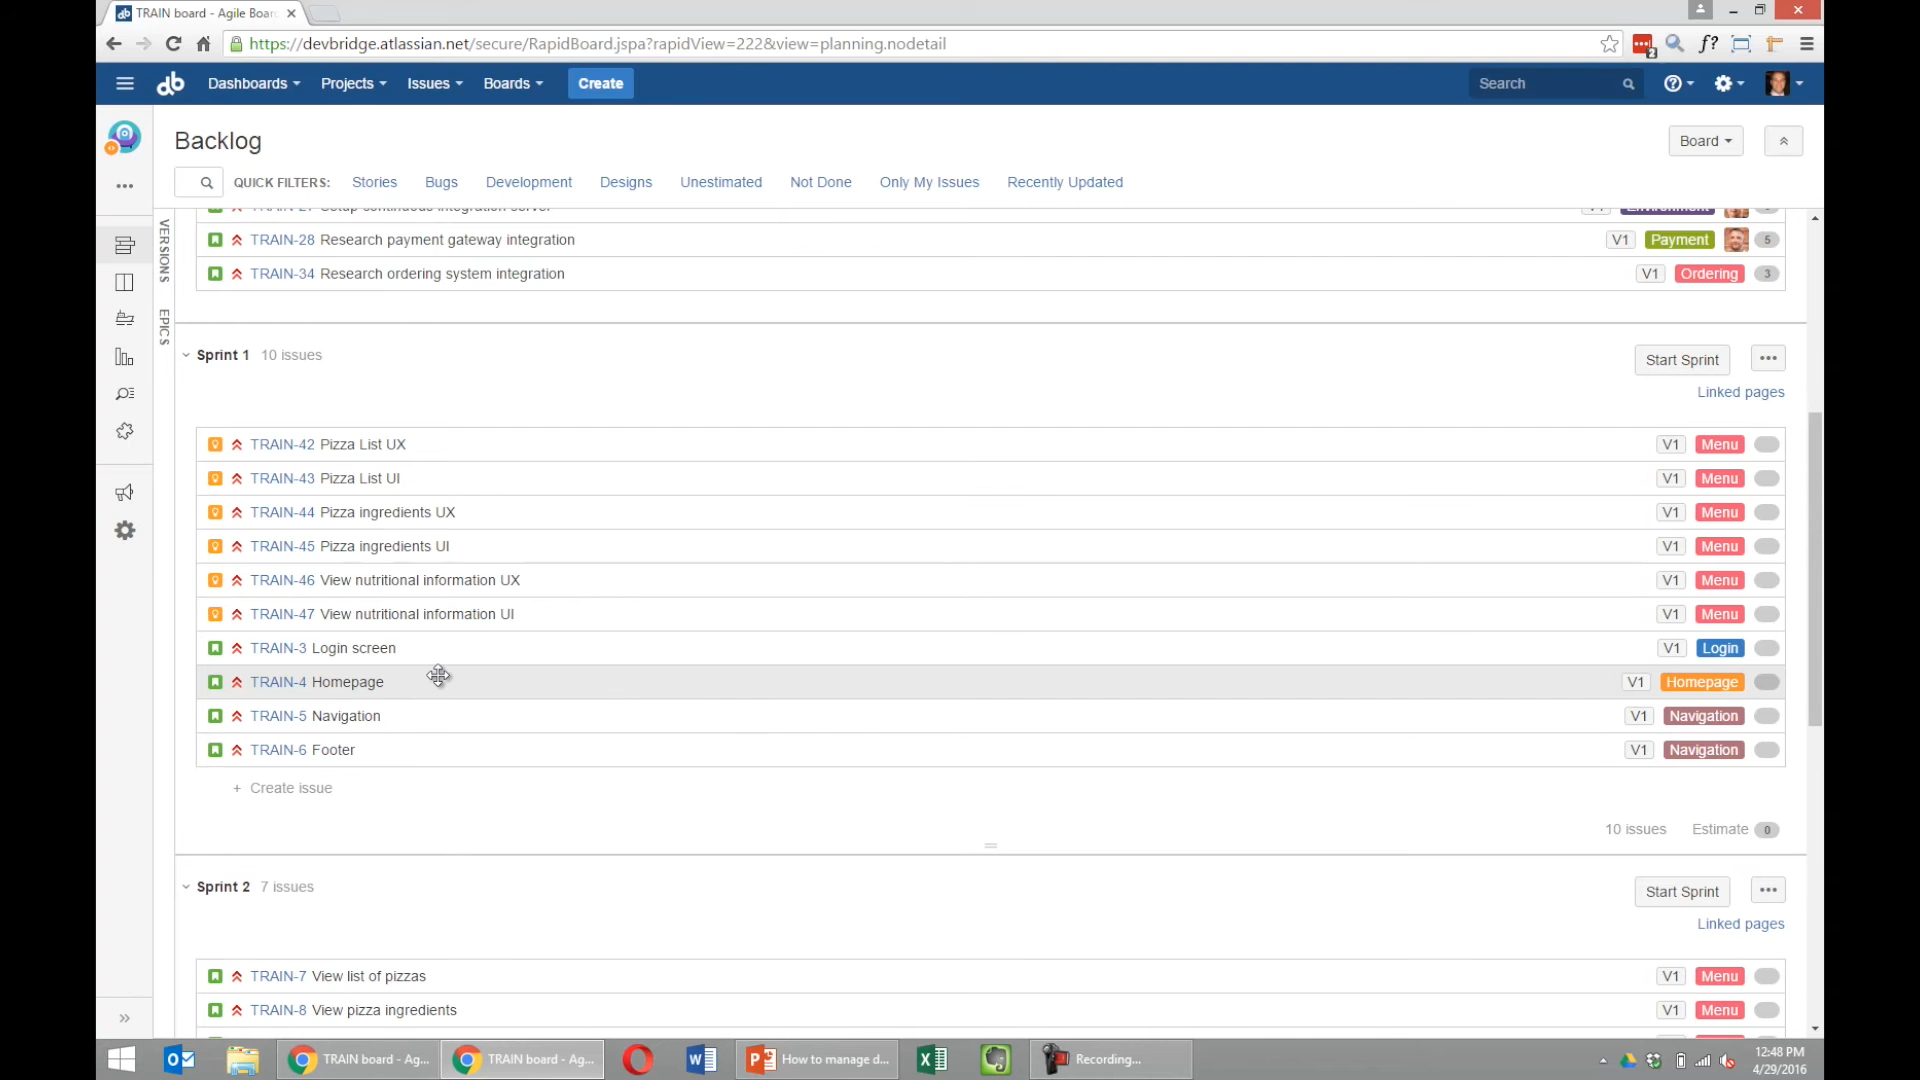 TRAIN board - Agile Boar
https://devbridge.atlassian.net/secure/RapidBoard.jspa?rapidView=222&view=planning.nodetail
2
f?
db Dashboards Projects Issues Boards Create Search
Backlog
Board
QUICK FILTERS: Stories Bugs Development Designs Unestimated Not Done Only My Issues Recently Updated
VERSIONS
EPICS
TRAIN-28 Research payment gateway integration V1 Payment 5
TRAIN-34 Research ordering system integration V1 Ordering 3
Sprint 1 10 issues Start Sprint
Linked pages
TRAIN-42 Pizza List UX V1 Menu
TRAIN-43 Pizza List UI V1 Menu
TRAIN-44 Pizza ingredients UX V1 Menu
TRAIN-45 Pizza ingredients UI V1 Menu
TRAIN-46 View nutritional information UX V1 Menu
TRAIN-47 View nutritional information UI V1 Menu
TRAIN-3 Login screen V1 Login
TRAIN-4 Homepage V1 Homepage
TRAIN-5 Navigation V1 Navigation
TRAIN-6 Footer V1 Navigation
+ Create issue
10 issues Estimate 0
Sprint 2 7 issues Start Sprint
Linked pages
TRAIN-7 View list of pizzas V1 Menu
TRAIN-8 View pizza ingredients V1 Menu
TRAIN board - Ag... TRAIN board - Ag... How to manage d... Recording...
12:48 PM
4/29/2016